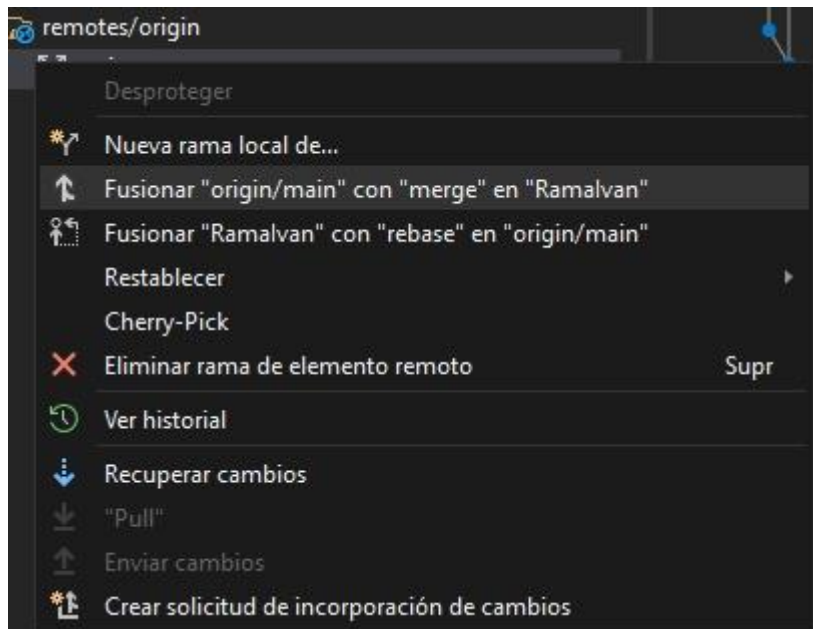 remotes/origin
Desproteger
Nueva rama local de...
Fusionar "origin/main" con "merge" en "Ramalvan"
Fusionar "Ramalvan" con "rebase" en "origin/main"
Restablecer
Cherry-Pick
Eliminar rama de elemento remoto Supr
Ver historial
Recuperar cambios
"Pull"
Enviar cambios
Crear solicitud de incorporación de cambios